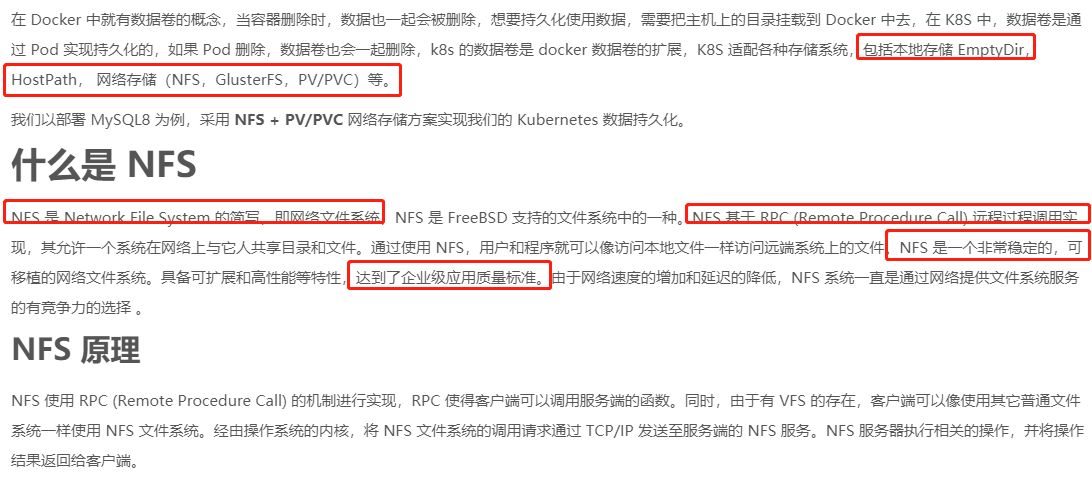 在 Docker 中就有数据卷的概念，当容器删除时，数据也一起会被删除，想要持久化使用数据，需要把主机上的目录挂载到 Docker 中去，在 K8S 中，数据卷是通
过 Pod 实现持久化的，如果 Pod 删除，数据卷也会一起删除，k8s 的数据卷是 docker 数据卷的扩展，K8S 适配各种存储系统，包括本地存储 EmptyDir，
HostPath， 网络存储（NFS，GlusterFS，PV/PVC）等。
我们以部署 MySQL8 为例，采用 NFS + PV/PVC 网络存储方案实现我们的 Kubernetes 数据持久化。
什么是 NFS
NFS 是 Network File System 的简写，即网络文件系统，NFS 是 FreeBSD 支持的文件系统中的一种。NFS 基于 RPC (Remote Procedure Call) 远程过程调用实
现，其允许一个系统在网络上与它人共享目录和文件。通过使用 NFS，用户和程序就可以像访问本地文件一样访问远端系统上的文件，NFS 是一个非常稳定的，可
移植的网络文件系统。具备可扩展和高性能等特性，达到了企业级应用质量标准。由于网络速度的增加和延迟的降低，NFS 系统一直是通过网络提供文件系统服务
的有竞争力的选择 。
NFS 原理
NFS 使用 RPC (Remote Procedure Call) 的机制进行实现，RPC 使得客户端可以调用服务端的函数。同时，由于有 VFS 的存在，客户端可以像使用其它普通文件
系统一样使用 NFS 文件系统。经由操作系统的内核，将 NFS 文件系统的调用请求通过 TCP/IP 发送至服务端的 NFS 服务。NFS 服务器执行相关的操作，并将操作
结果返回给客户端。